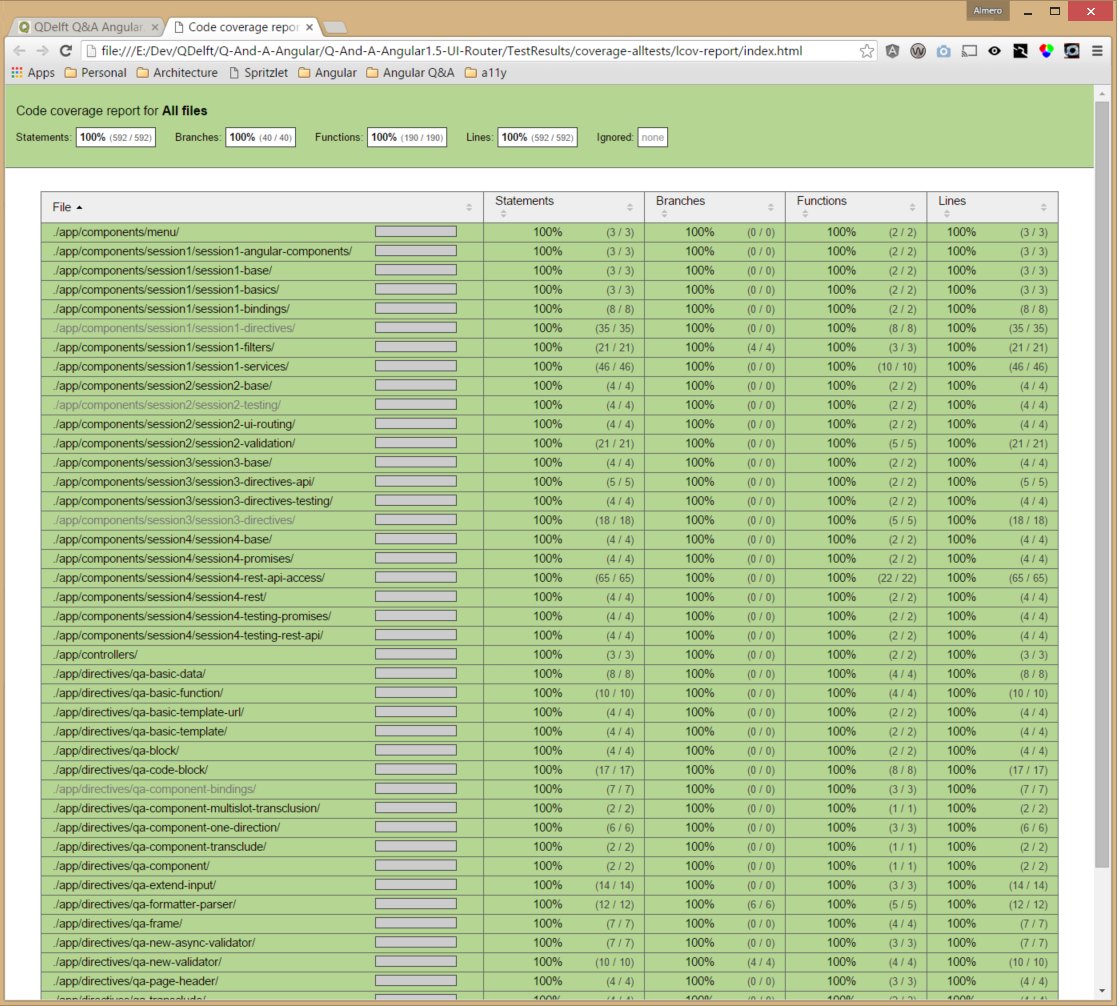 Almero
QDelft Q&A Angular. Code coverage repor
file:///E:/Dev/QDelft/Q-And-A-Angular/Q-And-A-Angular1.5-UI-Router/TestResults/coverage-alltests/lcov-report/index.html
Apps Personal Architecture Spritzlet Angular Angular Q&A a11y
Code coverage report for All files
Statements: 100% (592 / 592) Branches: 100% (40 / 40) Functions: 100% (190 / 190) Lines: 100% (592 / 592) Ignored: none
File Statements Branches Functions Lines
./app/components/menu/ 100% (3 / 3) 100% (0 / 0) 100% (2 / 2) 100% (3 / 3)
./app/components/session1/session1-angular-components/ 100% (3 / 3) 100% (0 / 0) 100% (2 / 2) 100% (3 / 3)
./app/components/session1/session1-base/ 100% (3 / 3) 100% (0 / 0) 100% (2 / 2) 100% (3 / 3)
./app/components/session1/session1-basics/ 100% (3 / 3) 100% (0 / 0) 100% (2 / 2) 100% (3 / 3)
./app/components/session1/session1-bindings/ 100% (8 / 8) 100% (0 / 0) 100% (2 / 2) 100% (8 / 8)
./app/components/session1/session1-directives/ 100% (35 / 35) 100% (0 / 0) 100% (8 / 8) 100% (35 / 35)
./app/components/session1/session1-filters/ 100% (21 / 21) 100% (4 / 4) 100% (3 / 3) 100% (21 / 21)
./app/components/session1/session1-services/ 100% (46 / 46) 100% (0 / 0) 100% (10 / 10) 100% (46 / 46)
./app/components/session2/session2-base/ 100% (4 / 4) 100% (0 / 0) 100% (2 / 2) 100% (4 / 4)
./app/components/session2/session2-testing/ 100% (4 / 4) 100% (0 / 0) 100% (2 / 2) 100% (4 / 4)
./app/components/session2/session2-ui-routing/ 100% (4 / 4) 100% (0 / 0) 100% (2 / 2) 100% (4 / 4)
./app/components/session2/session2-validation/ 100% (21 / 21) 100% (0 / 0) 100% (5 / 5) 100% (21 / 21)
./app/components/session3/session3-base/ 100% (4 / 4) 100% (0 / 0) 100% (2 / 2) 100% (4 / 4)
./app/components/session3/session3-directives-api/ 100% (5 / 5) 100% (0 / 0) 100% (2 / 2) 100% (5 / 5)
./app/components/session3/session3-directives-testing/ 100% (4 / 4) 100% (0 / 0) 100% (2 / 2) 100% (4 / 4)
./app/components/session3/session3-directives/ 100% (18 / 18) 100% (0 / 0) 100% (5 / 5) 100% (18 / 18)
./app/components/session4/session4-base/ 100% (4 / 4) 100% (0 / 0) 100% (2 / 2) 100% (4 / 4)
./app/components/session4/session4-promises/ 100% (4 / 4) 100% (0 / 0) 100% (2 / 2) 100% (4 / 4)
./app/components/session4/session4-rest-api-access/ 100% (65 / 65) 100% (0 / 0) 100% (22 / 22) 100% (65 / 65)
./app/components/session4/session4-rest/ 100% (4 / 4) 100% (0 / 0) 100% (2 / 2) 100% (4 / 4)
./app/components/session4/session4-testing-promises/ 100% (4 / 4) 100% (0 / 0) 100% (2 / 2) 100% (4 / 4)
./app/components/session4/session4-testing-rest-api/ 100% (4 / 4) 100% (0 / 0) 100% (2 / 2) 100% (4 / 4)
./app/controllers/ 100% (3 / 3) 100% (0 / 0) 100% (2 / 2) 100% (3 / 3)
./app/directives/qa-basic-data/ 100% (8 / 8) 100% (0 / 0) 100% (4 / 4) 100% (8 / 8)
./app/directives/qa-basic-function/ 100% (10 / 10) 100% (0 / 0) 100% (4 / 4) 100% (10 / 10)
./app/directives/qa-basic-template-url/ 100% (4 / 4) 100% (0 / 0) 100% (2 / 2) 100% (4 / 4)
./app/directives/qa-basic-template/ 100% (4 / 4) 100% (0 / 0) 100% (2 / 2) 100% (4 / 4)
./app/directives/qa-block/ 100% (4 / 4) 100% (0 / 0) 100% (2 / 2) 100% (4 / 4)
./app/directives/qa-code-block/ 100% (17 / 17) 100% (0 / 0) 100% (8 / 8) 100% (17 / 17)
./app/directives/qa-component-bindings/ 100% (7 / 7) 100% (0 / 0) 100% (3 / 3) 100% (7 / 7)
./app/directives/qa-component-multislot-transclusion/ 100% (2 / 2) 100% (0 / 0) 100% (1 / 1) 100% (2 / 2)
./app/directives/qa-component-one-direction/ 100% (6 / 6) 100% (0 / 0) 100% (3 / 3) 100% (6 / 6)
./app/directives/qa-component-transclude/ 100% (2 / 2) 100% (0 / 0) 100% (1 / 1) 100% (2 / 2)
./app/directives/qa-component/ 100% (2 / 2) 100% (0 / 0) 100% (1 / 1) 100% (2 / 2)
./app/directives/qa-extend-input/ 100% (14 / 14) 100% (0 / 0) 100% (3 / 3) 100% (14 / 14)
./app/directives/qa-formatter-parser/ 100% (12 / 12) 100% (6 / 6) 100% (5 / 5) 100% (12 / 12)
./app/directives/qa-frame/ 100% (7 / 7) 100% (0 / 0) 100% (4 / 4) 100% (7 / 7)
./app/directives/qa-new-async-validator/ 100% (7 / 7) 100% (0 / 0) 100% (3 / 3) 100% (7 / 7)
./app/directives/qa-new-validator/ 100% (10 / 10) 100% (4 / 4) 100% (4 / 4) 100% (10 / 10)
./app/directives/qa-page-header/ 100% (4 / 4) 100% (0 / 0) 100% (3 / 3) 100% (4 / 4)